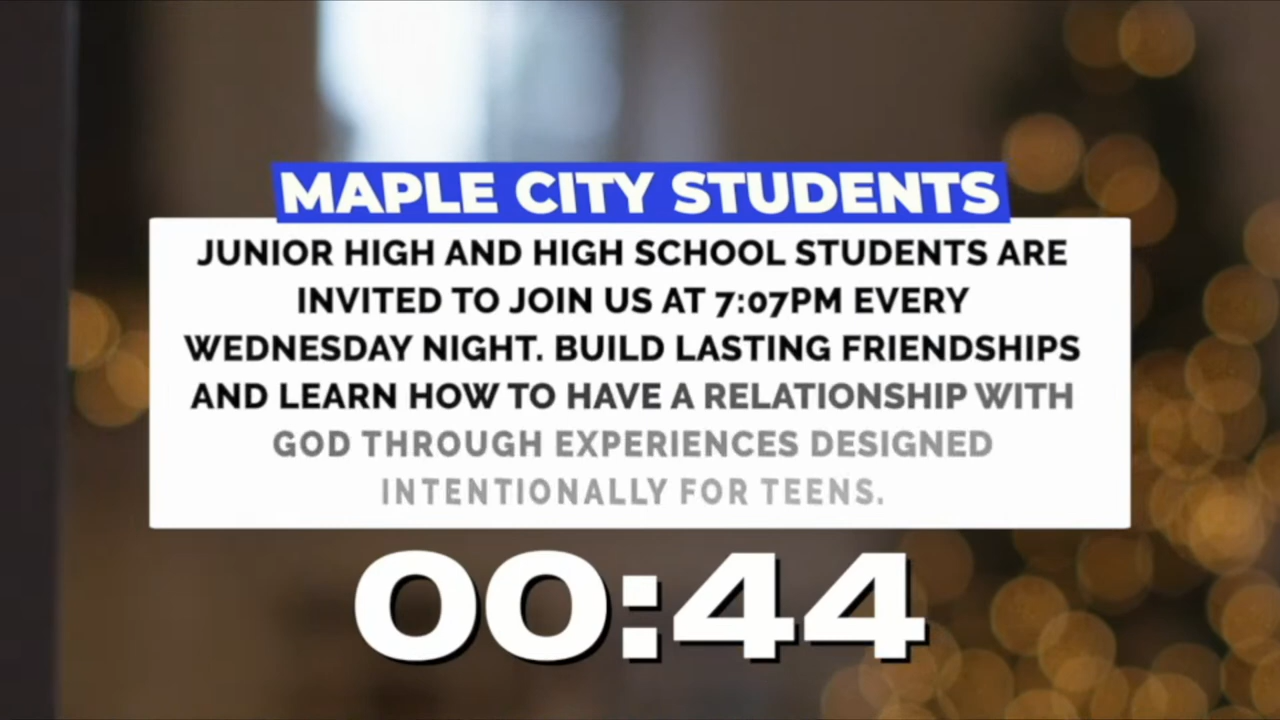 MAPLE CITY STUDENTS
JUNIOR HIGH AND HIGH SCHOOL STUDENTS ARE
INVITED TO JOIN US AT 7:07PM EVERY
WEDNESDAY NIGHT. BUILD LASTING FRIENDSHIPS
AND LEARN HOW TO HAVE A RELATIONSHIP WITH
GOD THROUGH EXPERIENCES DESIGNED
INTENTIONALLY FOR TEENS.
00:44